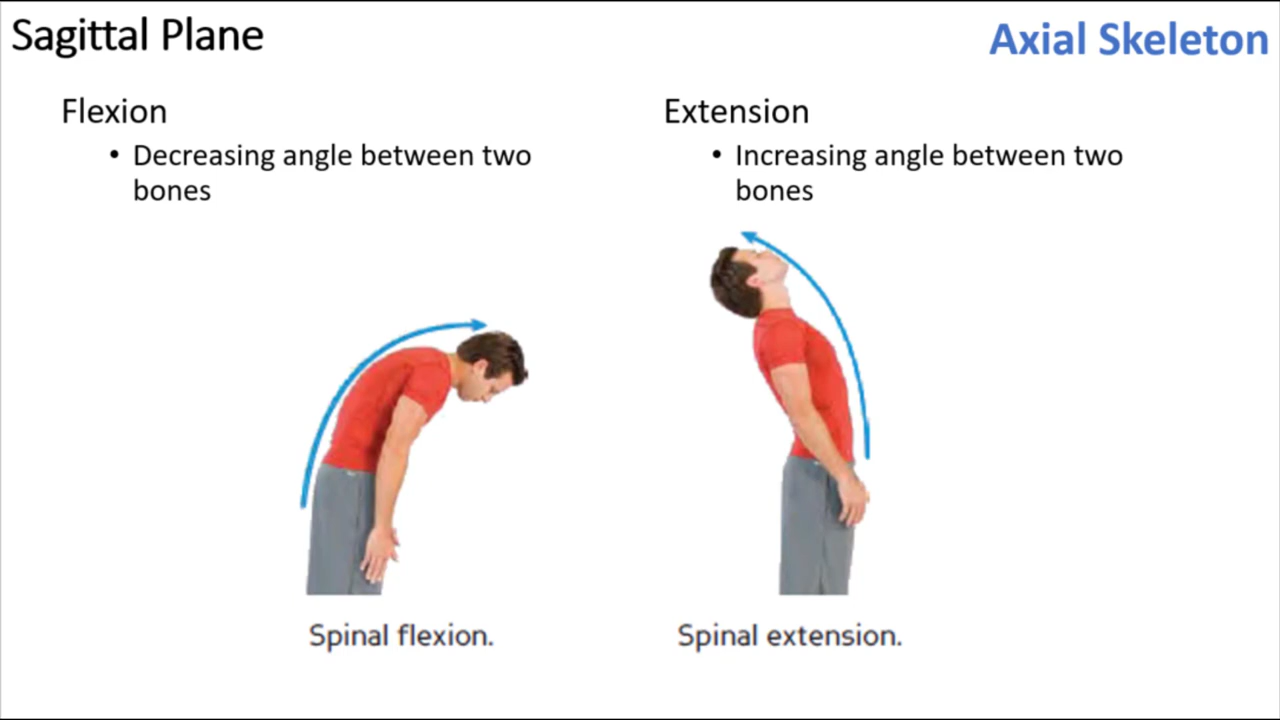 Sagittal Plane
Axial Skeleton
Flexion
• Decreasing angle between two
bones
Extension
• Increasing angle between two
bones
Spinal flexion.
Spinal extension.